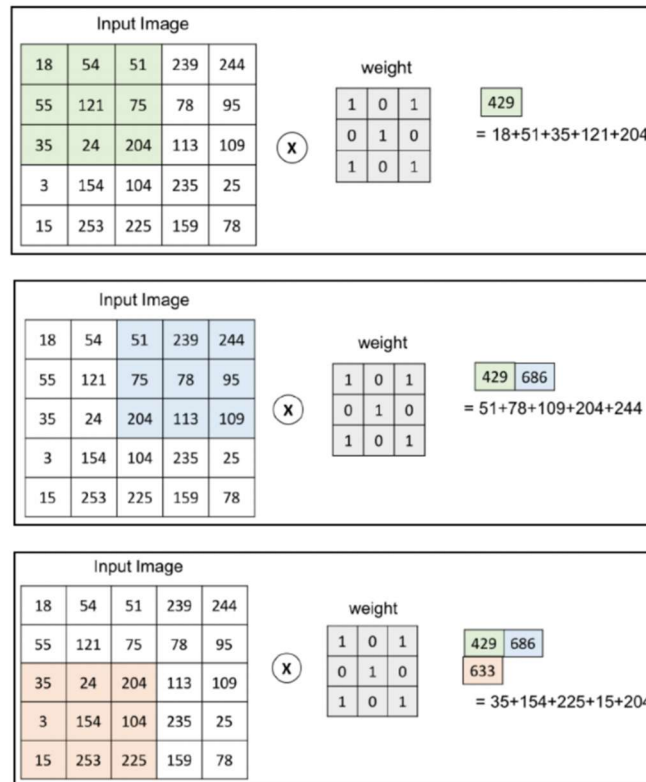 Input Image
18 54 51 239 244
weight
55 121 75 78 95
1 0 1
429
35 24 204 113 109
X
0 1 0
= 18+51+35+121+204
1 0 1
3 154 104 235 25
15 253 225 159 78
Input Image
18 54 51 239 244
weight
55 121 75 78 95
1 0 1
429 686
35 24 204 113 109
X
0 1 0
= 51+78+109+204+244
3 154 104 235 25
1 0 1
15 253 225 159 78
Input Image
18 54 51 239 244
weight
55 121 75 78 95
1 0 1
429 686
35 24 204 113 109
X
0 1 0
633
3 154 104 235 25
1 0 1
= 35+154+225+15+204
15 253 225 159 78